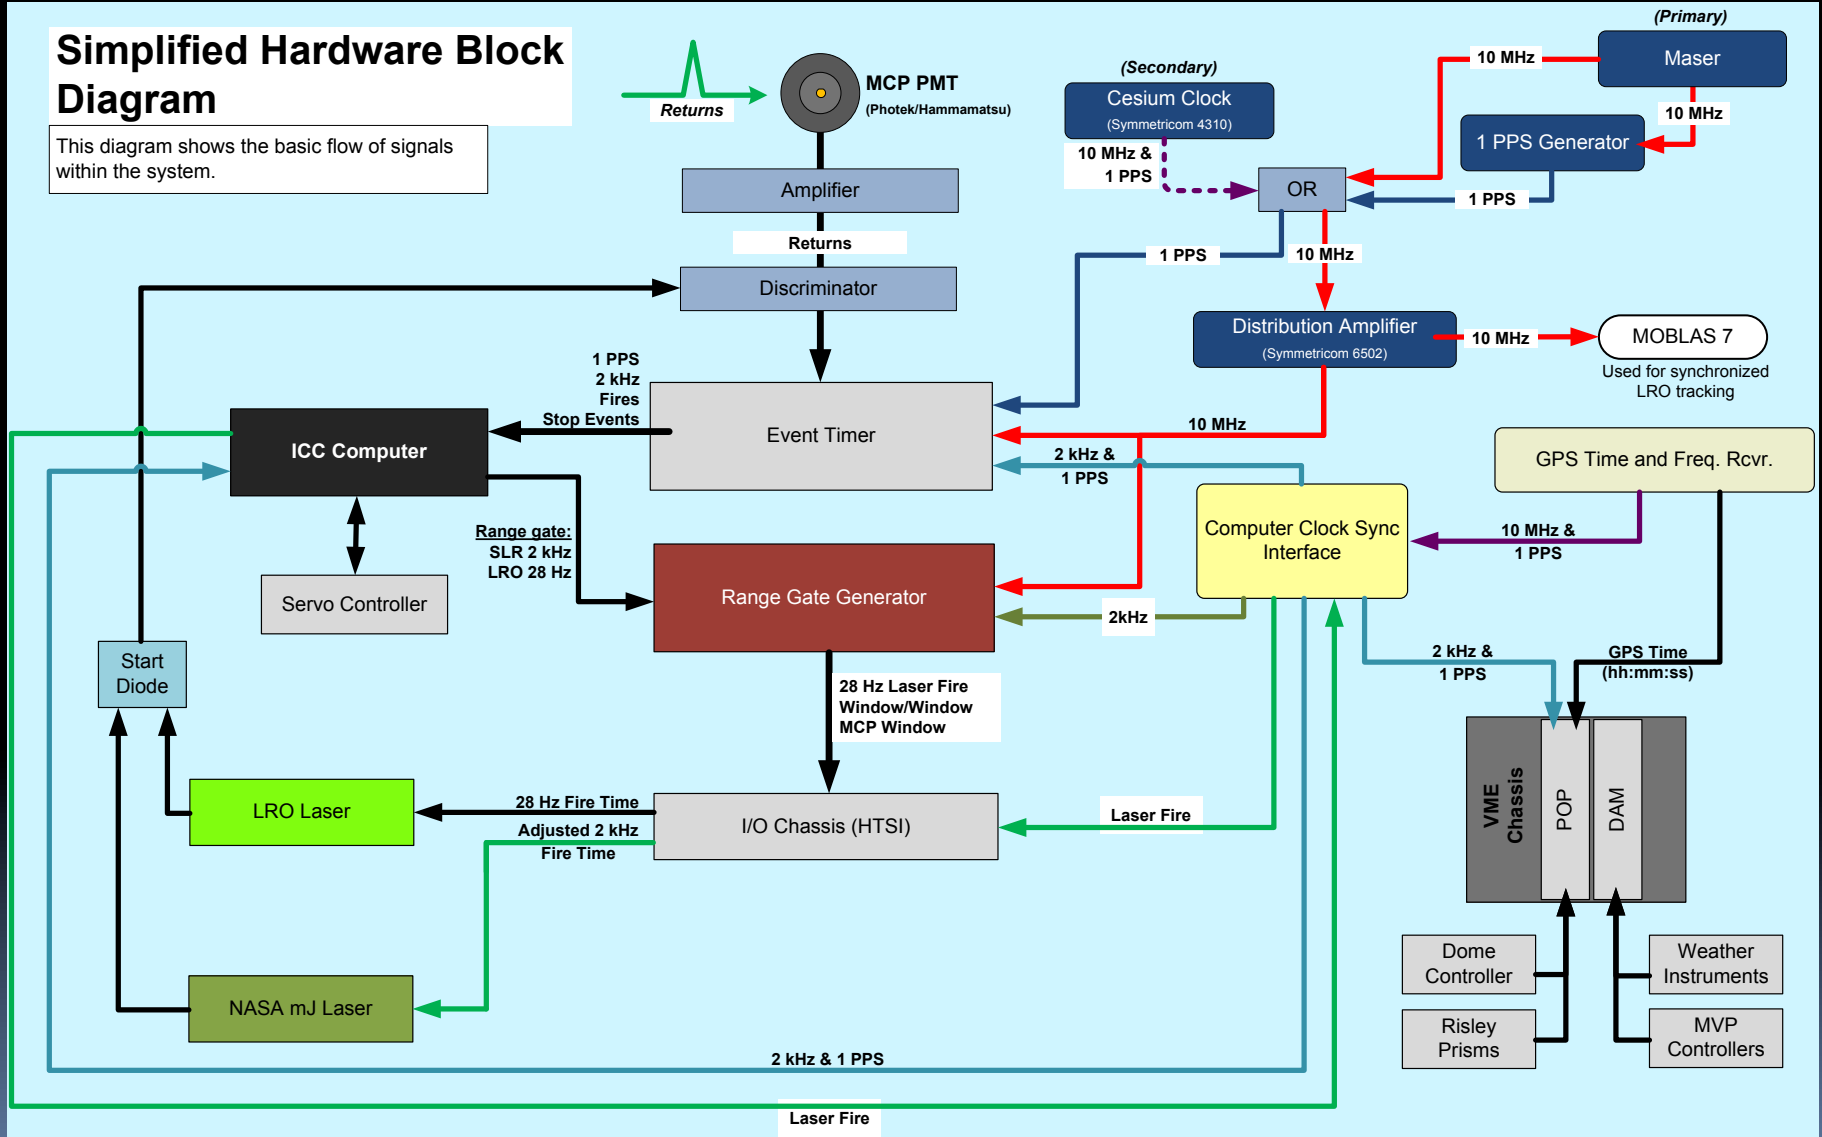 Simplified Hardware Block
Diagram
This diagram shows the basic flow of signals
within the system.
Returns
MCP PMT
(Photek/Hammamatsu)
Amplifier
Returns
Discriminator
(Secondary)
Cesium Clock
(Symmetricom 4310)
10 MHz &
1 PPS
(Primary)
Maser
10 MHz
10 MHz
1 PPS Generator
OR
1 PPS
1 PPS
10 MHz
Distribution Amplifier
(Symmetricom 6502)
10 MHz
MOBLAS 7
Used for synchronized
LRO tracking
1 PPS
2 kHz
Fires
Stop Events
Event Timer
10 MHz
2 kHz &
1 PPS
ICC Computer
GPS Time and Freq. Rcvr.
Computer Clock Sync
Interface
10 MHz &
1 PPS
Range gate:
SLR 2 kHz
LRO 28 Hz
Servo Controller
Range Gate Generator
2kHz
2 kHz &
1 PPS
GPS Time
(hh:mm:ss)
Start
Diode
28 Hz Laser Fire
Window/Window
MCP Window
VME
Chassis
POP
DAM
LRO Laser
28 Hz Fire Time
Adjusted 2 kHz
Fire Time
I/O Chassis (HTSI)
Laser Fire
Dome
Controller
Weather
Instruments
Risley
Prisms
MVP
Controllers
NASA mJ Laser
2 kHz & 1 PPS
Laser Fire